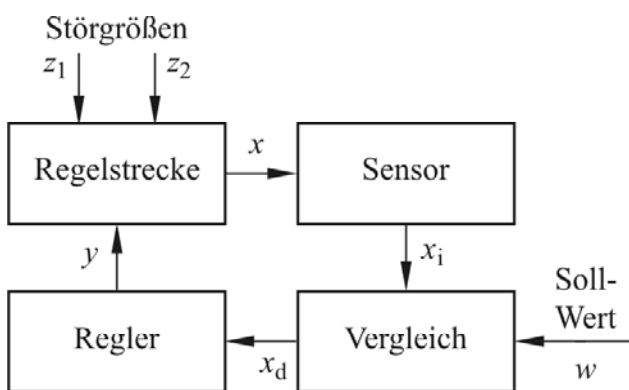 Störgrößen
z1 z2
Regelstrecke
x
Sensor
y
xi
Soll-
Wert
Regler
xd
Vergleich
w